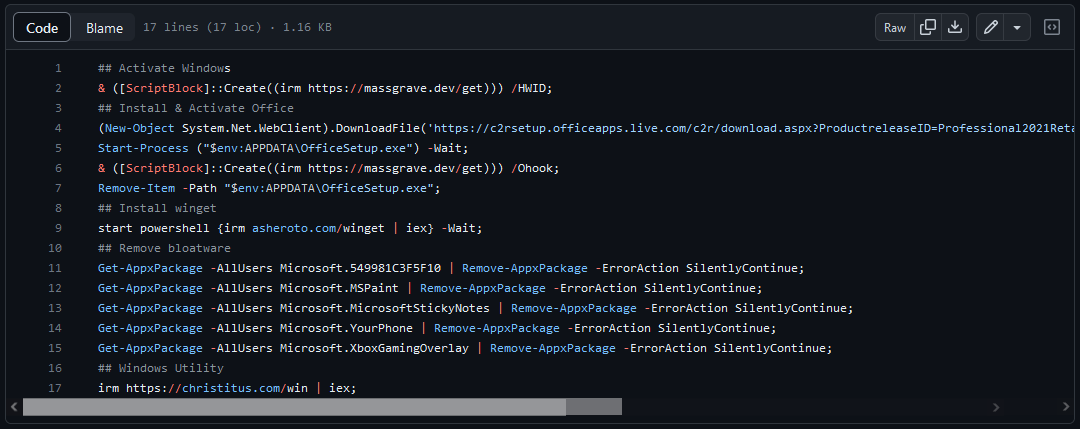 Code Blame 17 lines (17 loc) · 1.16 KB Raw
1 ## Activate Windows
2 & ([ScriptBlock]::Create((irm https://massgrave.dev/get))) /HWID;
3 ## Install & Activate Office
4 (New-Object System.Net.WebClient).DownloadFile('https://c2rsetup.officeapps.live.com/c2r/download.aspx?ProductreleaseID=Professional2021Reta
5 Start-Process ("$env:APPDATA\OfficeSetup.exe") -Wait;
6 & ([ScriptBlock]::Create((irm https://massgrave.dev/get))) /Ohook;
7 Remove-Item -Path "$env:APPDATA\OfficeSetup.exe";
8 ## Install winget
9 start powershell {irm asheroto.com/winget | iex} -Wait;
10 ## Remove bloatware
11 Get-AppxPackage -AllUsers Microsoft.549981C3F5F10 | Remove-AppxPackage -ErrorAction SilentlyContinue;
12 Get-AppxPackage -AllUsers Microsoft.MSPaint | Remove-AppxPackage -ErrorAction SilentlyContinue;
13 Get-AppxPackage -AllUsers Microsoft.MicrosoftStickyNotes | Remove-AppxPackage -ErrorAction SilentlyContinue;
14 Get-AppxPackage -AllUsers Microsoft.YourPhone | Remove-AppxPackage -ErrorAction SilentlyContinue;
15 Get-AppxPackage -AllUsers Microsoft.XboxGamingOverlay | Remove-AppxPackage -ErrorAction SilentlyContinue;
16 ## Windows Utility
17 irm https://christitus.com/win | iex;